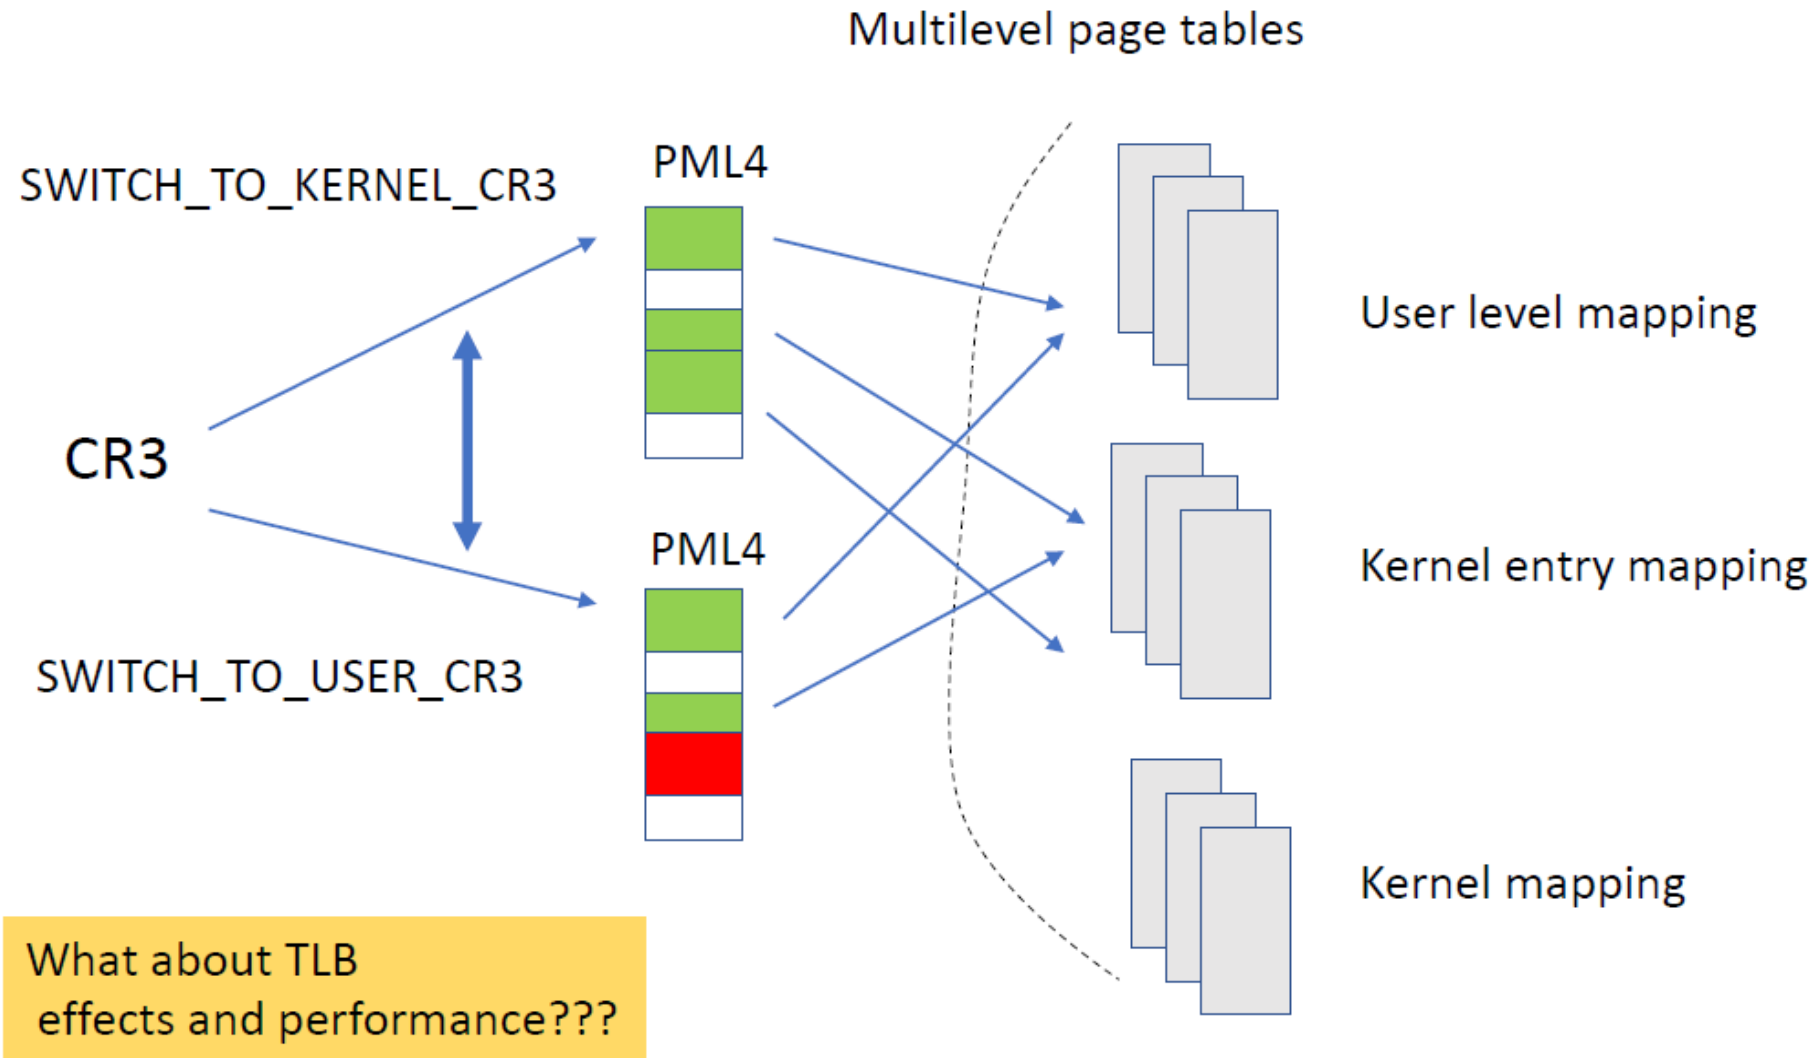 Multilevel page tables
SWITCH_TO_KERNEL_CR3
PML4
User level mapping
CR3
PML4
Kernel entry mapping
SWITCH_TO_USER_CR3
Kernel mapping
What about TLB
effects and performance???